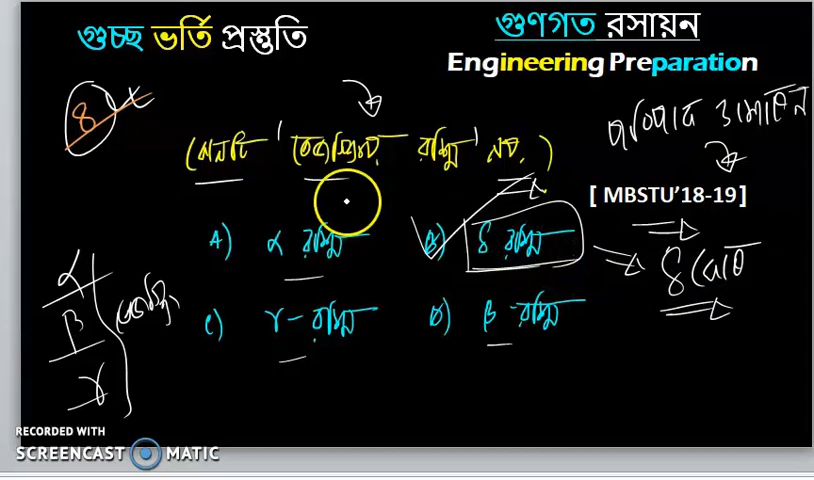 গুচ্ছ ভর্তি প্রস্তুতি
গুণগত রসায়ন
Engineering Preparation
কোনটি 'তেজস্ক্রিয় রশ্মি' নয়?
[ MBSTU'18-19]
A) α রশ্মি
B) δ রশ্মি
C) γ - রশ্মি
D) β - রশ্মি
α
β
γ
RECORDED WITH
SCREENCAST MATIC